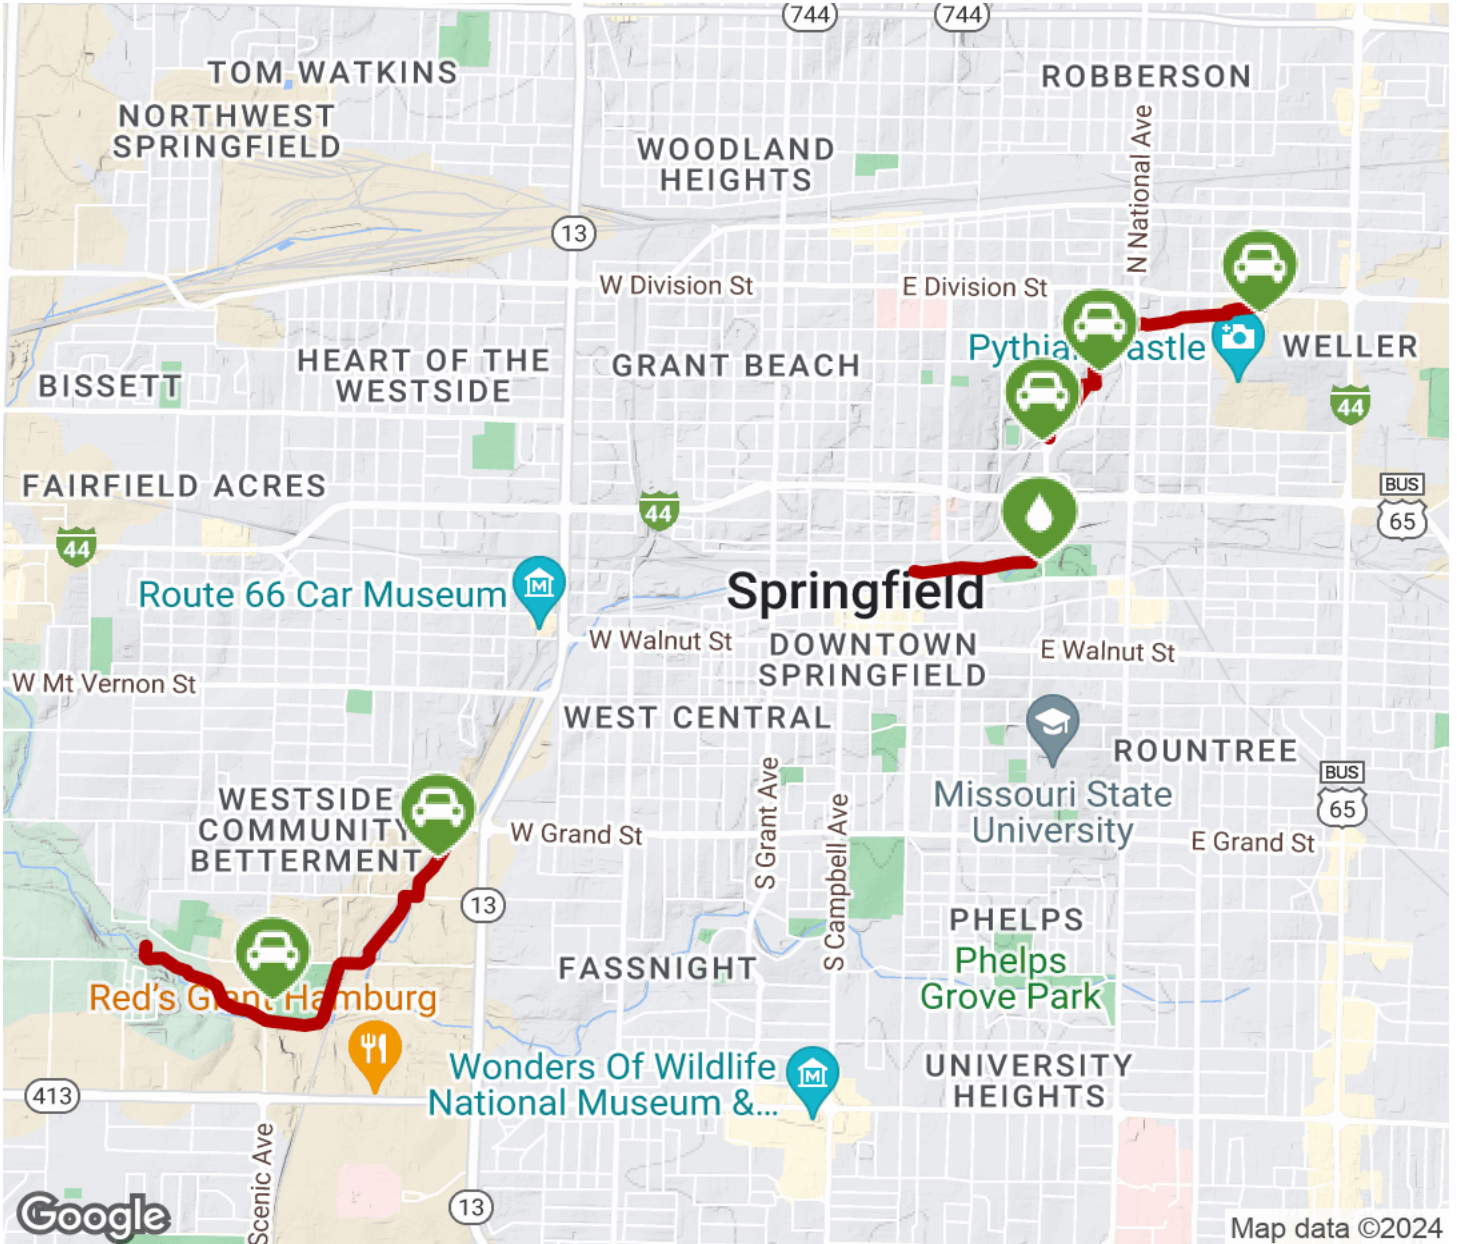 744
744
TOM WATKINS
ROBBERSON
NORTHWEST
SPRINGFIELD
N National Ave
WOODLAND
HEIGHTS
13
W Division St
E Division St
Pythian Castle
WELLER
HEART OF THE
WESTSIDE
GRANT BEACH
BISSETT
44
FAIRFIELD ACRES
BUS
65
44
44
Route 66 Car Museum
M
Springfield
W Walnut St
DOWNTOWN
SPRINGFIELD
E Walnut St
W Mt Vernon St
WEST CENTRAL
ROUNTREE
BUS
65
WESTSIDE
COMMUNITY
BETTERMENT
Missouri State
University
S Grant Ave
S Campbell Ave
W Grand St
E Grand St
13
PHELPS
Phelps
Grove Park
FASSNIGHT
Red's Giant Hamburg
Wonders Of Wildlife
National Museum &...
M
UNIVERSITY
HEIGHTS
413
Scenic Ave
13
Google
Map data ©2024